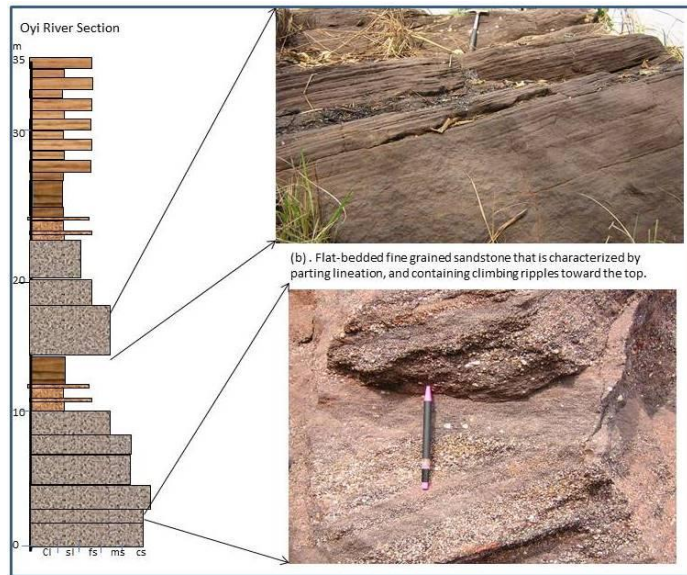 Oyi River Section
m
35
30
20
10
0
Cl sl fs ms cs
(b) . Flat-bedded fine grained sandstone that is characterized by
parting lineation, and containing climbing ripples toward the top.